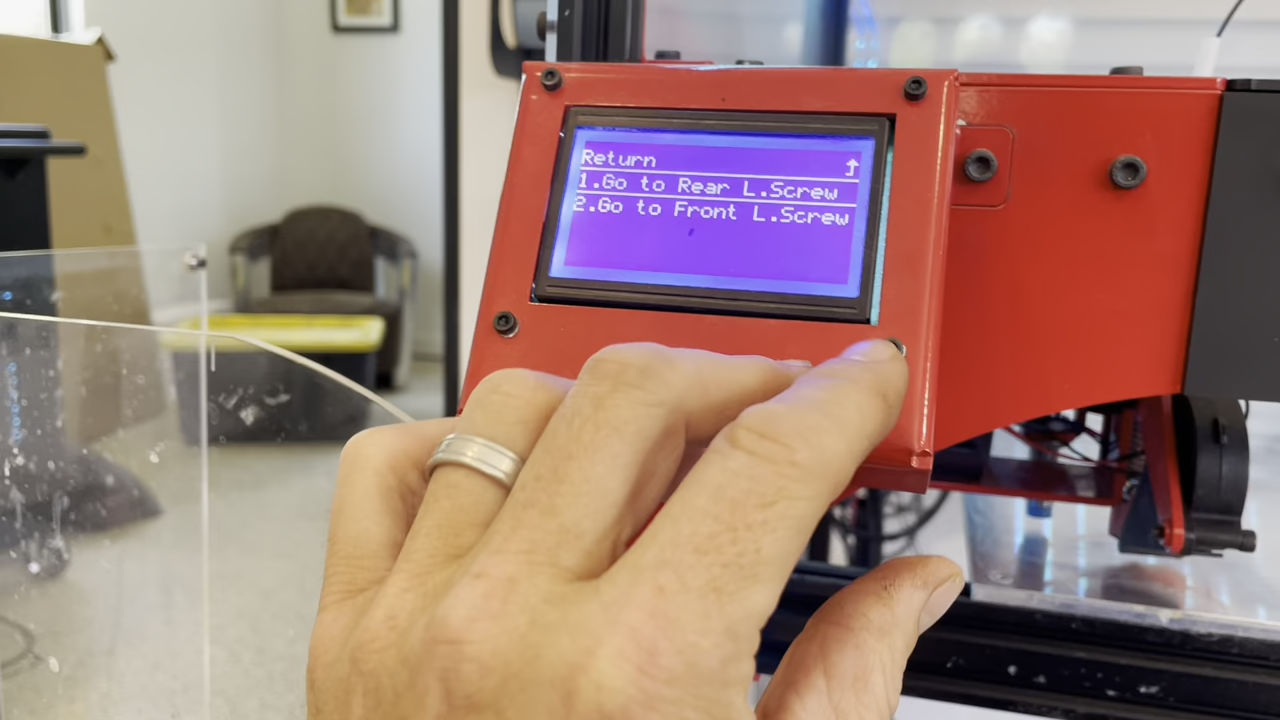 Return ↑
1.Go to Rear L.Screw
2.Go to Front L.Screw